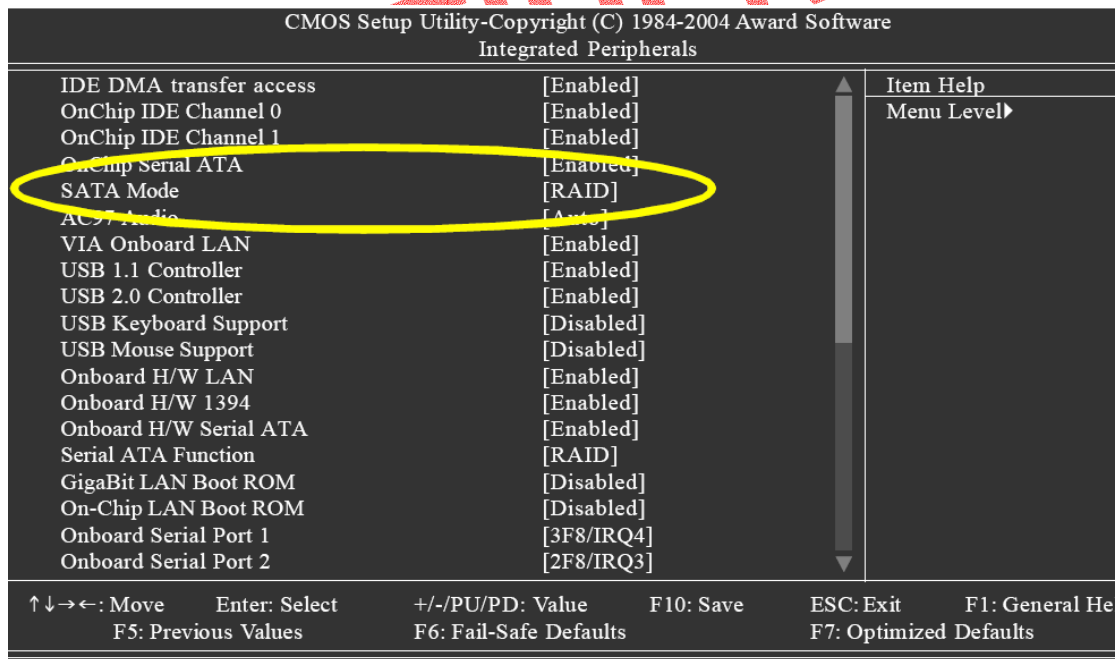 CMOS Setup Utility-Copyright (C) 1984-2004 Award Software
Integrated Peripherals
IDE DMA transfer access [Enabled]
OnChip IDE Channel 0 [Enabled]
OnChip IDE Channel 1 [Enabled]
OnChip Serial ATA [Enabled]
SATA Mode [RAID]
AC97 Audio [Auto]
VIA Onboard LAN [Enabled]
USB 1.1 Controller [Enabled]
USB 2.0 Controller [Enabled]
USB Keyboard Support [Disabled]
USB Mouse Support [Disabled]
Onboard H/W LAN [Enabled]
Onboard H/W 1394 [Enabled]
Onboard H/W Serial ATA [Enabled]
Serial ATA Function [RAID]
GigaBit LAN Boot ROM [Disabled]
On-Chip LAN Boot ROM [Disabled]
Onboard Serial Port 1 [3F8/IRQ4]
Onboard Serial Port 2 [2F8/IRQ3]
Item Help
Menu Level▶
↑↓→←: Move Enter: Select +/-/PU/PD: Value F10: Save ESC: Exit F1: General He
F5: Previous Values F6: Fail-Safe Defaults F7: Optimized Defaults